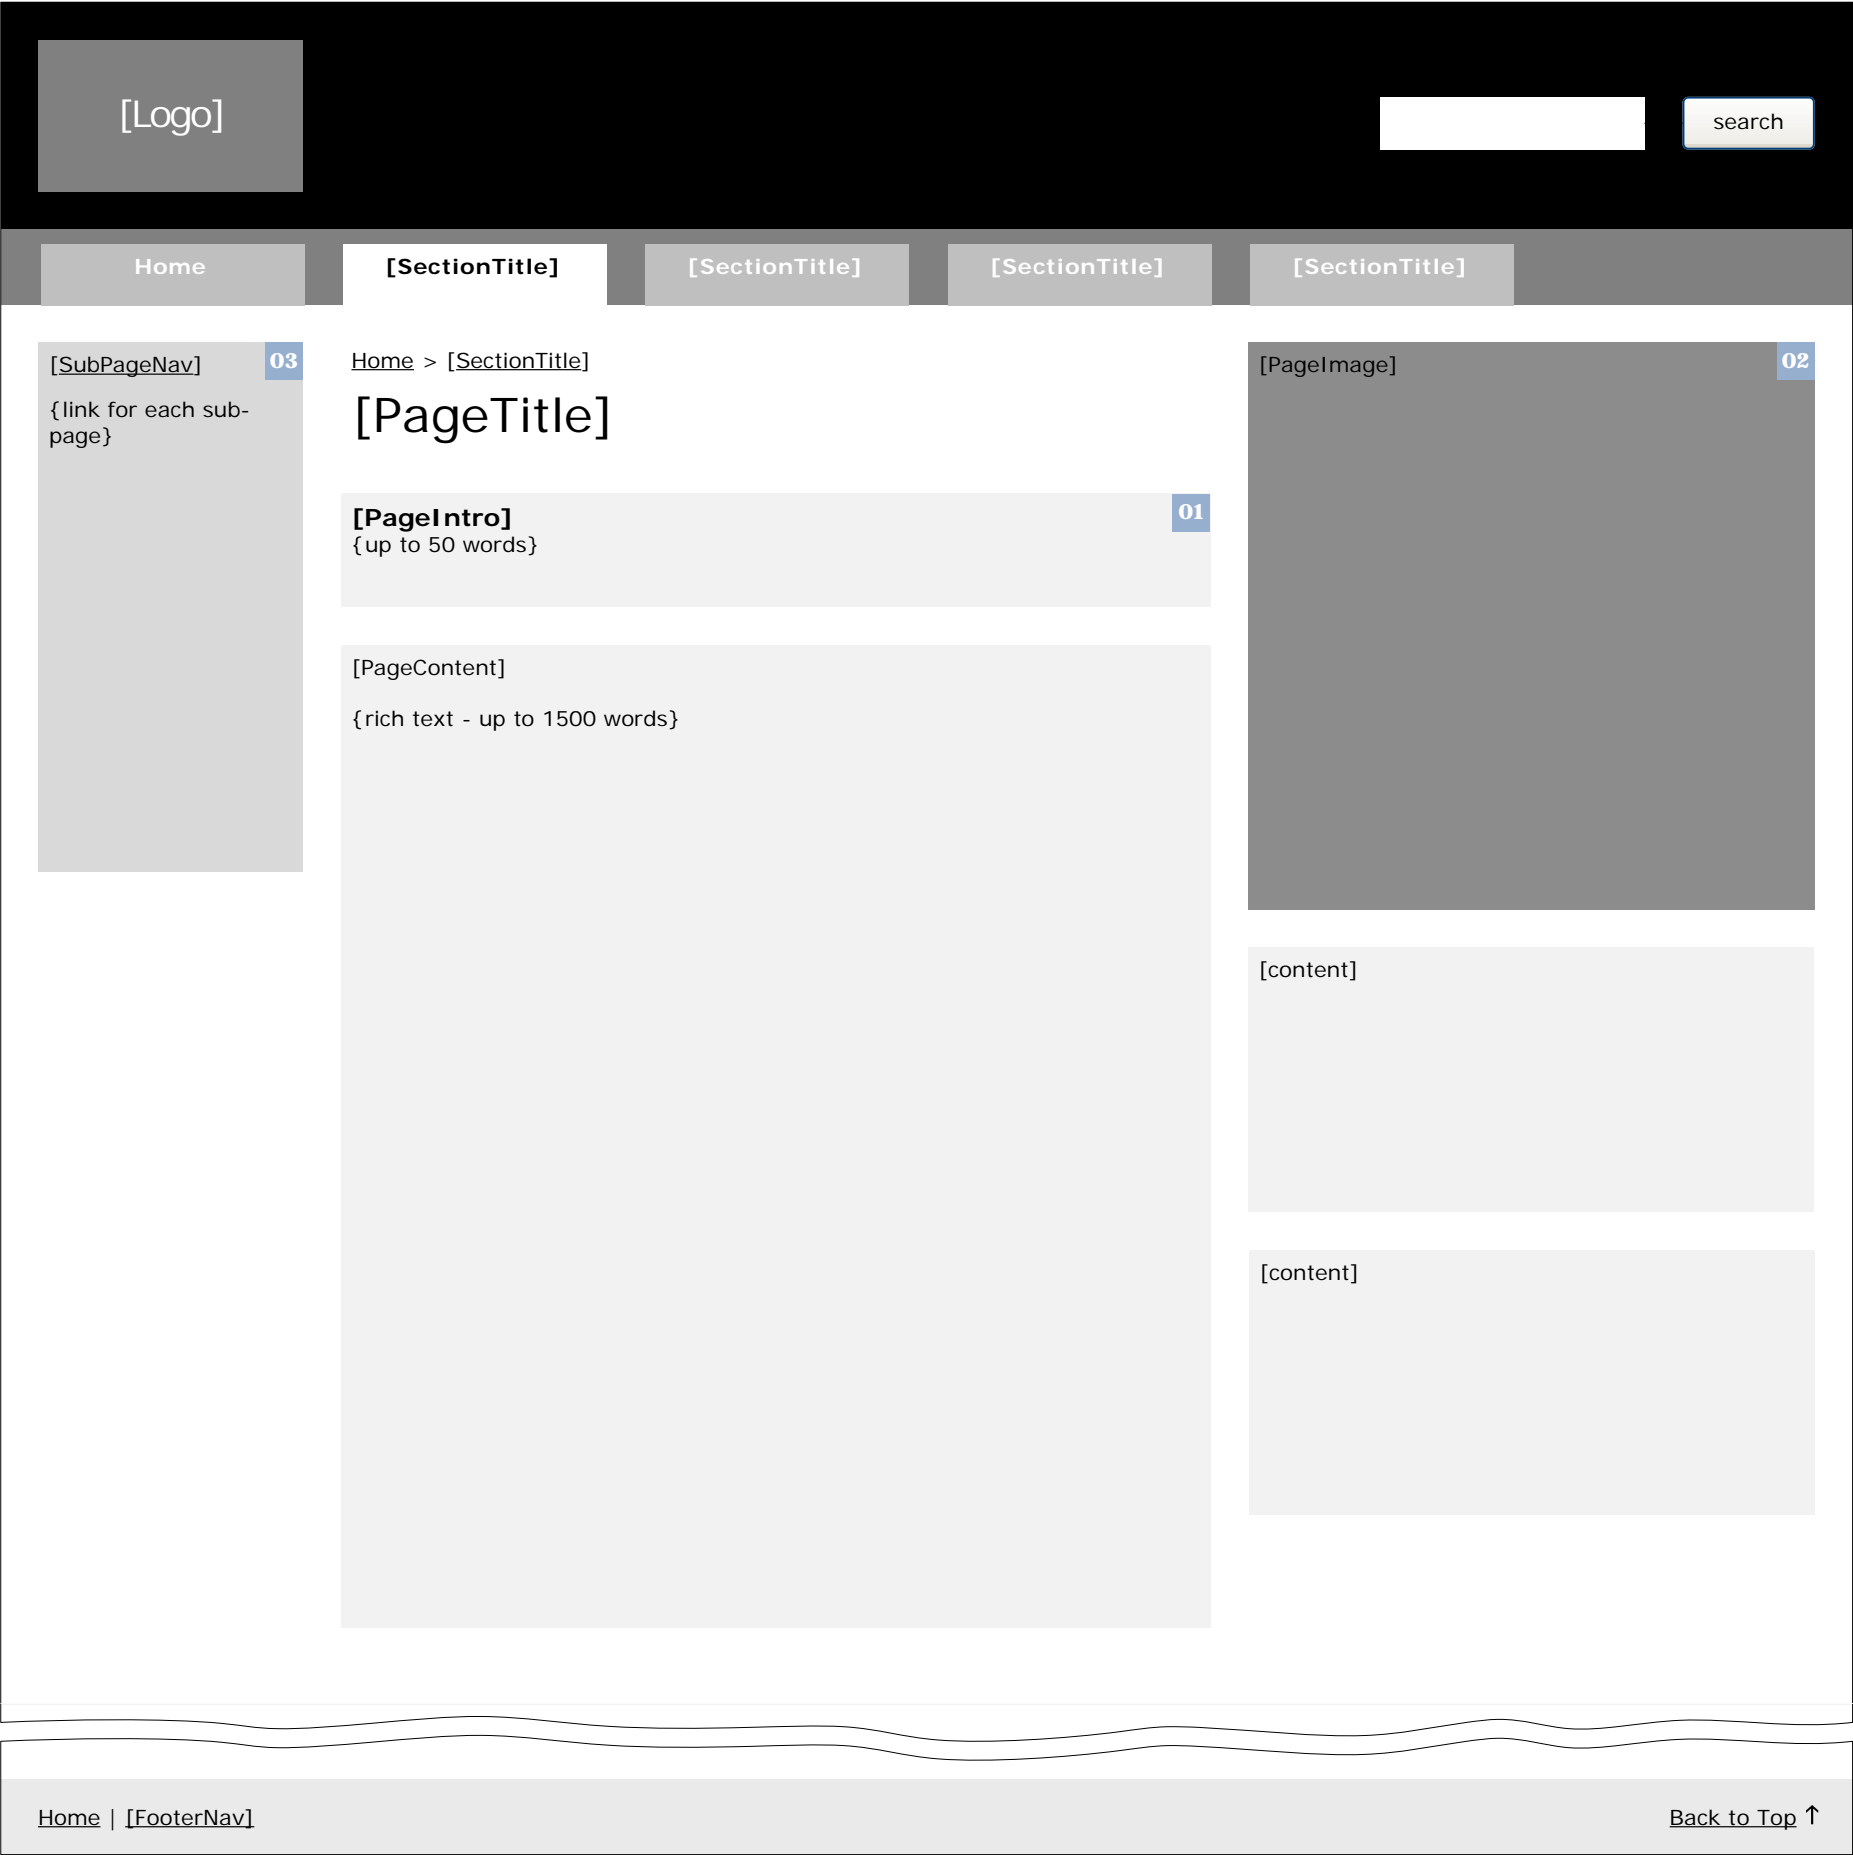 [Logo]
search
Home
[SectionTitle]
[SectionTitle]
[SectionTitle]
[SectionTitle]
[SubPageNav]
03
{link for each sub-
page}
Home > [SectionTitle]
[PageTitle]
[PageIntro]
01
{up to 50 words}
[PageContent]
{rich text - up to 1500 words}
[PageImage]
02
[content]
[content]
Home | [FooterNav]
Back to Top ↑